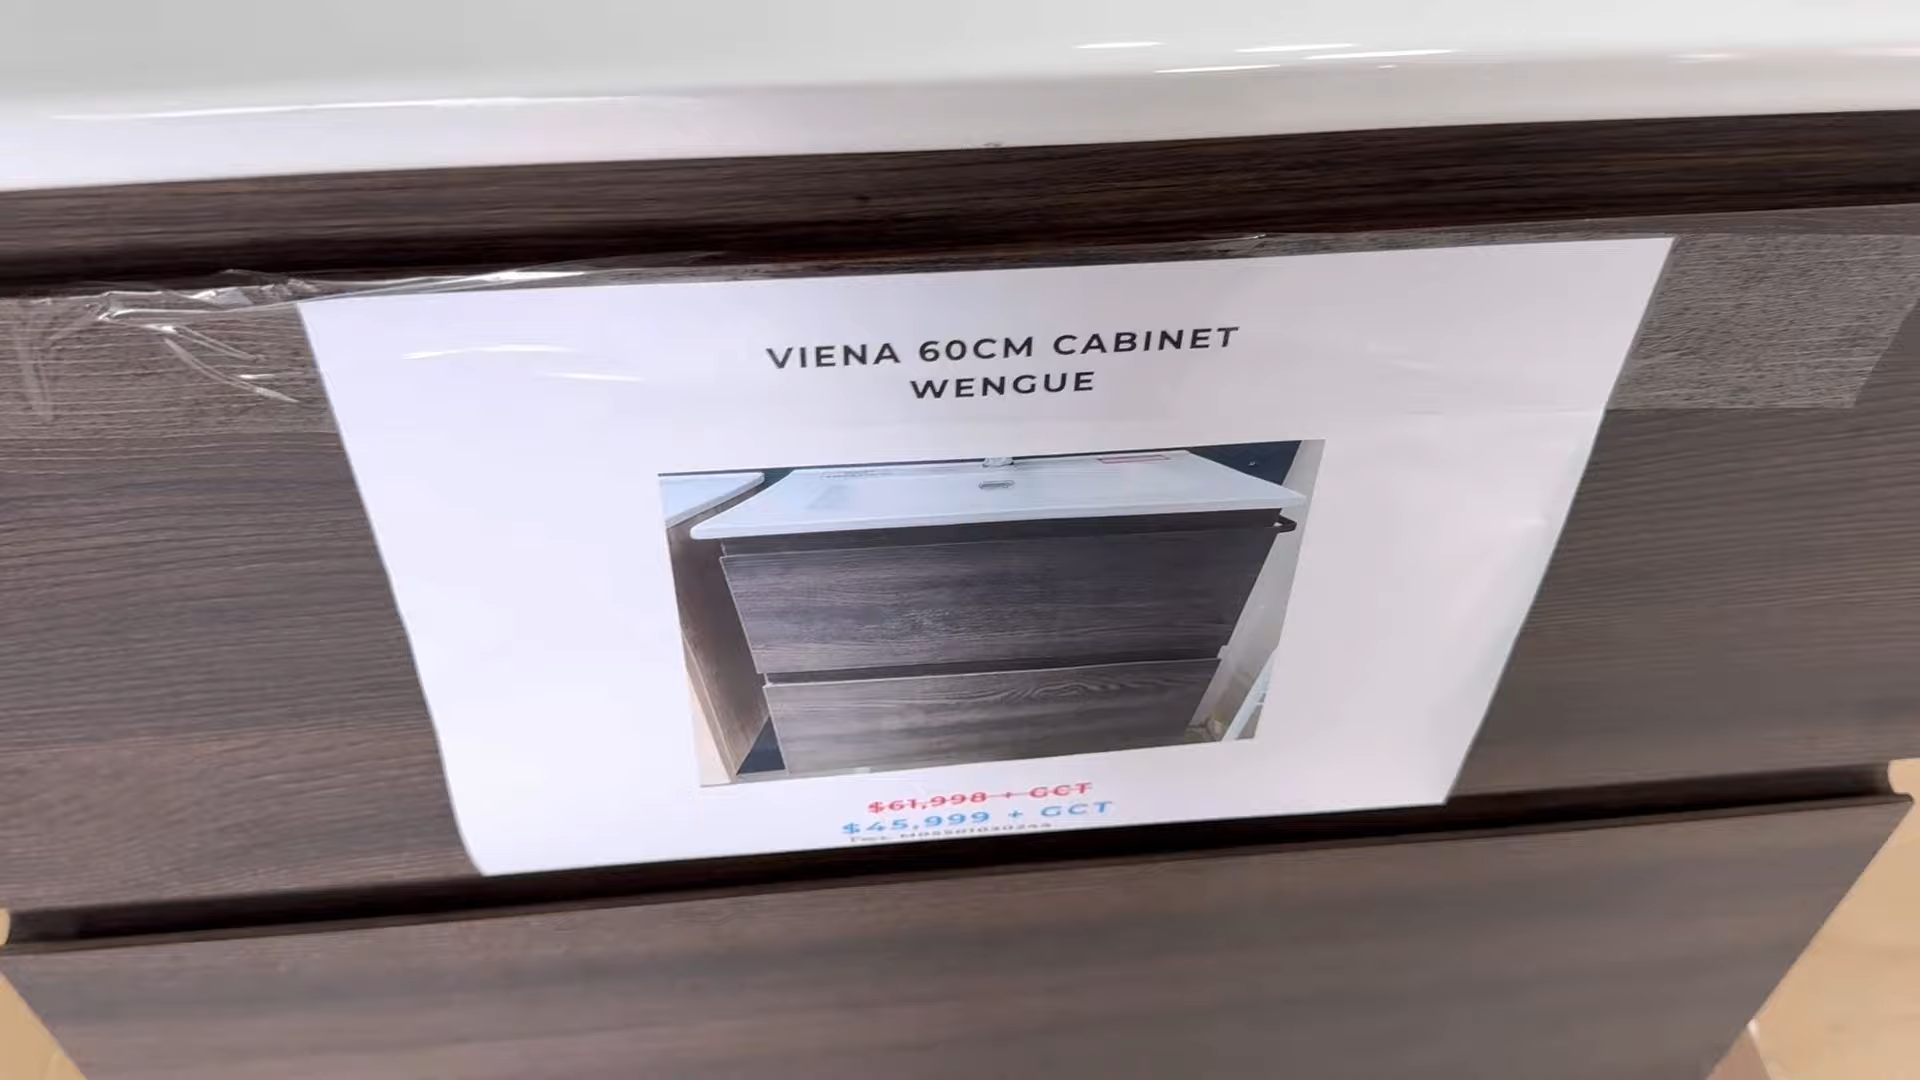 VIENA 60CM CABINET
WENGUE
$61,998 + GCT
$45,999 + GCT